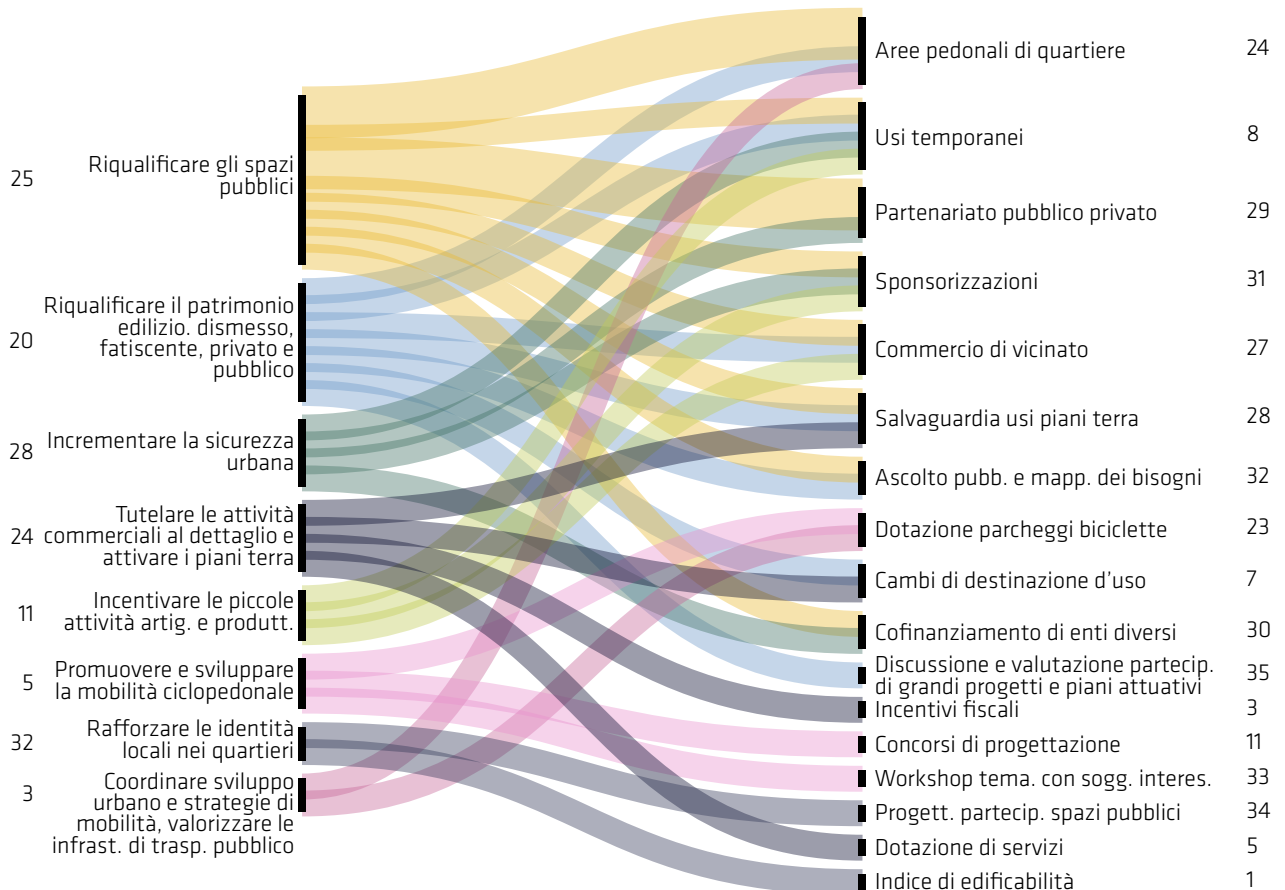 25
Riqualificare gli spazi
pubblici
20
Riqualificare il patrimonio
edilizio. dismesso,
fatiscente, privato e
pubblico
28
Incrementare la sicurezza
urbana
24
Tutelare le attività
commerciali al dettaglio e
attivare i piani terra
11
Incentivare le piccole
attività artig. e produtt.
5
Promuovere e sviluppare
la mobilità ciclopedonale
32
Rafforzare le identità
locali nei quartieri
3
Coordinare sviluppo
urbano e strategie di
mobilità, valorizzare le
infrast. di trasp. pubblico
Aree pedonali di quartiere 24
Usi temporanei 8
Partenariato pubblico privato 29
Sponsorizzazioni 31
Commercio di vicinato 27
Salvaguardia usi piani terra 28
Ascolto pubb. e mapp. dei bisogni 32
Dotazione parcheggi biciclette 23
Cambi di destinazione d'uso 7
Cofinanziamento di enti diversi 30
Discussione e valutazione partecip.
di grandi progetti e piani attuativi 35
Incentivi fiscali 3
Concorsi di progettazione 11
Workshop tema. con sogg. interes. 33
Progett. partecip. spazi pubblici 34
Dotazione di servizi 5
Indice di edificabilità 1